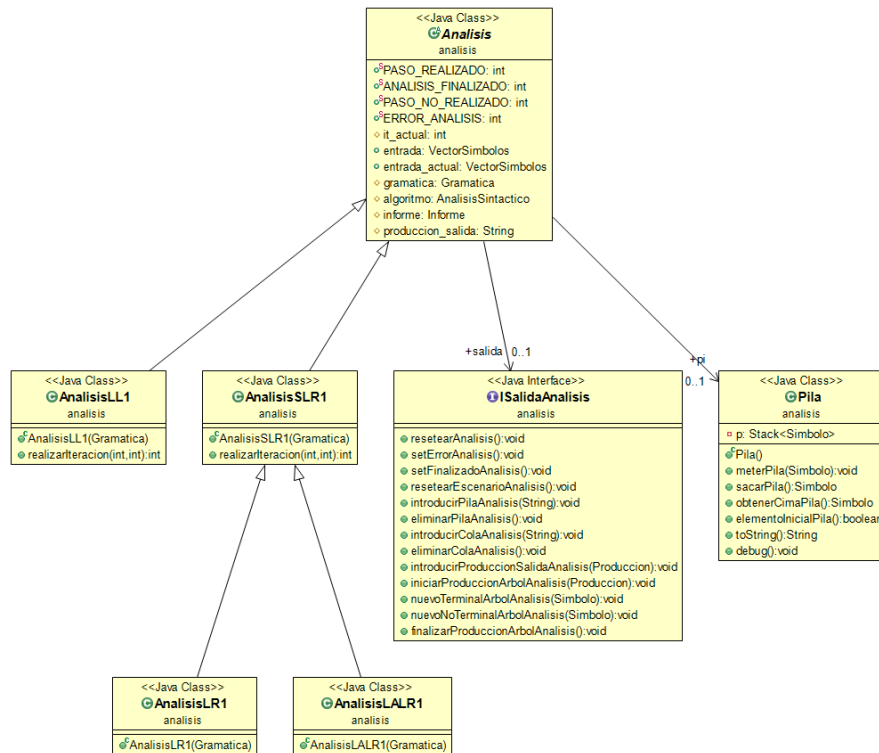 <<Java Class>>
Analisis
analisis
PASO_REALIZADO: int
ANALISIS_FINALIZADO: int
PASO_NO_REALIZADO: int
ERROR_ANALISIS: int
it_actual: int
entrada: VectorSimbolos
entrada_actual: VectorSimbolos
gramatica: Gramatica
algoritmo: AnalisisSintactico
informe: Informe
produccion_salida: String
+salida 0..1
+pi
0..1
<<Java Class>>
AnalisisLL1
analisis
AnalisisLL1(Gramatica)
realizarIteracion(int,int):int
<<Java Class>>
AnalisisSLR1
analisis
AnalisisSLR1(Gramatica)
realizarIteracion(int,int):int
<<Java Interface>>
ISalidaAnalisis
analisis
resetearAnalisis():void
setErrorAnalisis():void
setFinalizadoAnalisis():void
resetearEscenarioAnalisis():void
introducirPilaAnalisis(String):void
eliminarPilaAnalisis():void
introducirColaAnalisis(String):void
eliminarColaAnalisis():void
introducirProduccionSalidaAnalisis(Produccion):void
iniciarProduccionArbolAnalisis(Produccion):void
nuevoTerminalArbolAnalisis(Simbolo):void
nuevoNoTerminalArbolAnalisis(Simbolo):void
finalizarProduccionArbolAnalisis():void
<<Java Class>>
Pila
analisis
p: Stack<Simbolo>
Pila()
meterPila(Simbolo):void
sacarPila():Simbolo
obtenerCimaPila():Simbolo
elementoInicialPila():boolean
toString():String
debug():void
<<Java Class>>
AnalisisLR1
analisis
AnalisisLR1(Gramatica)
<<Java Class>>
AnalisisLALR1
analisis
AnalisisLALR1(Gramatica)